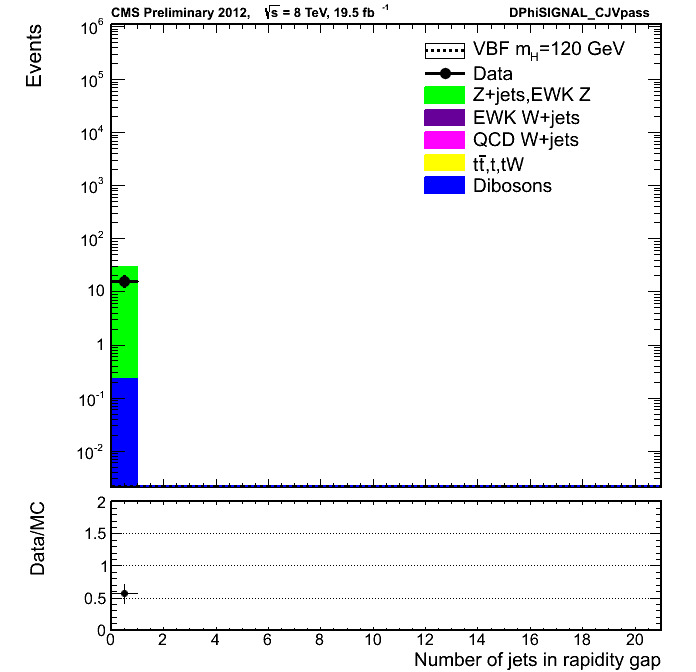 CMS Preliminary 2012, √s = 8 TeV, 19.5 fb⁻¹ DPhiSIGNAL_CJVpass
Events
10⁶
10⁵
10⁴
10³
10²
10
1
10⁻¹
10⁻²
VBF m_H=120 GeV
Data
Z+jets,EWK Z
EWK W+jets
QCD W+jets
tt̄,t,tW
Dibosons
Data/MC
2
1.5
1
0.5
0
0 2 4 6 8 10 12 14 16 18 20
Number of jets in rapidity gap